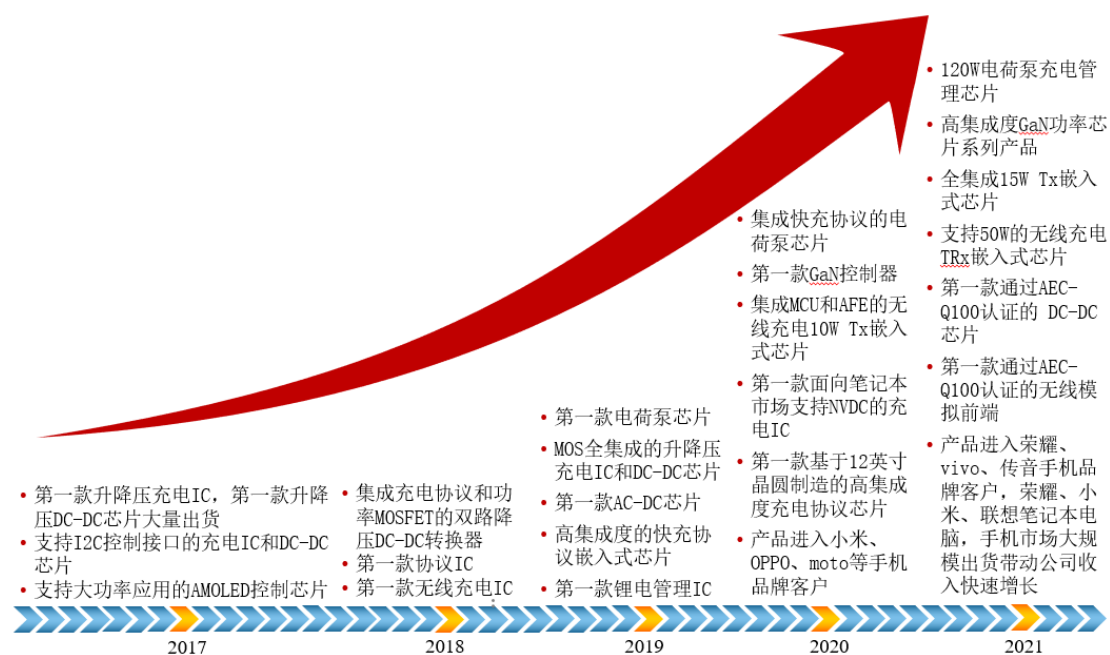 • 第一款升降压充电IC，第一款升降
压DC-DC芯片大量出货
• 支持I2C控制接口的充电IC和DC-DC
芯片
• 支持大功率应用的AMOLED控制芯片
• 集成充电协议和功
率MOSFET的双路降
压DC-DC转换器
• 第一款协议IC
• 第一款无线充电IC
• 第一款电荷泵芯片
• MOS全集成的升降压
充电IC和DC-DC芯片
• 第一款AC-DC芯片
• 高集成度的快充协
议嵌入式芯片
• 第一款锂电管理IC
• 集成快充协议的电
荷泵芯片
• 第一款GaN控制器
• 集成MCU和AFE的无
线充电10W Tx嵌入
式芯片
• 第一款面向笔记本
市场支持NVDC的充
电IC
• 第一款基于12英寸
晶圆制造的高集成
度充电协议芯片
• 产品进入小米、
OPPO、moto等手机
品牌客户
• 120W电荷泵充电管
理芯片
• 高集成度GaN功率芯
片系列产品
• 全集成15W Tx嵌入
式芯片
• 支持50W的无线充电
TRx嵌入式芯片
• 第一款通过AEC-
Q100认证的 DC-DC
芯片
• 第一款通过AEC-
Q100认证的无线模
拟前端
• 产品进入荣耀、
vivo、传音手机品
牌客户，荣耀、小
米、联想笔记本电
脑，手机市场大规
模出货带动公司收
入快速增长
2017
2018
2019
2020
2021